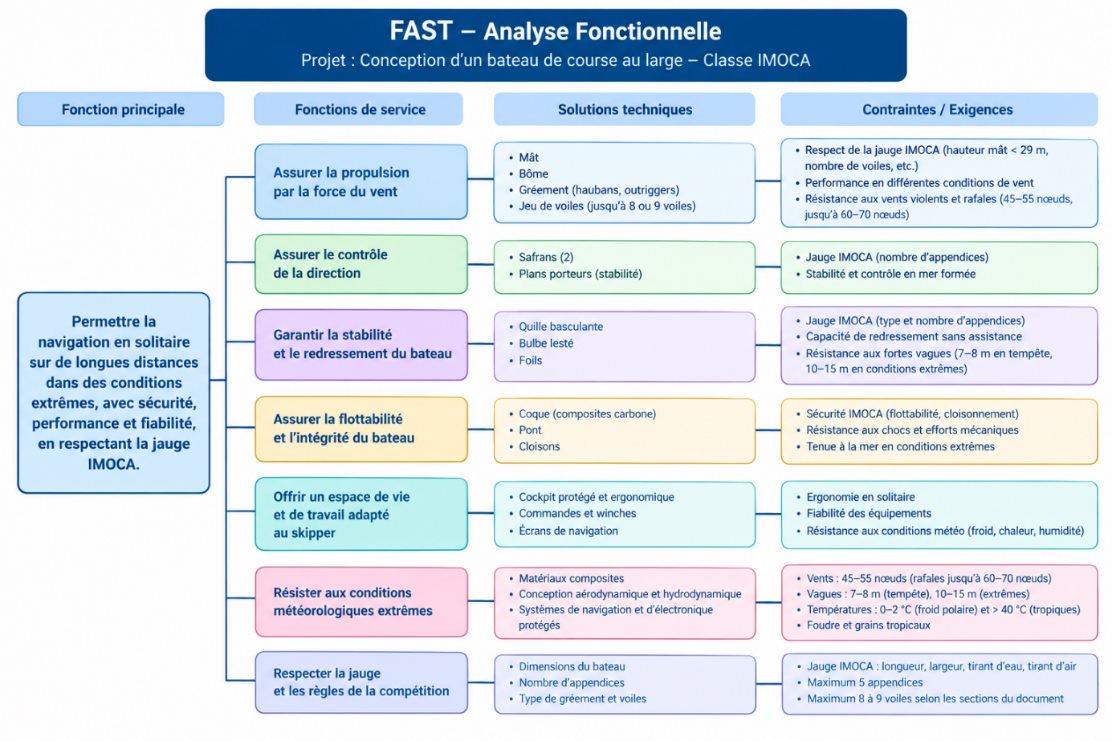 FAST – Analyse Fonctionnelle
Projet : Conception d'un bateau de course au large – Classe IMOCA
Fonction principale
Fonctions de service
Solutions techniques
Contraintes / Exigences
Permettre la
navigation en solitaire
sur de longues distances
dans des conditions
extrêmes, avec sécurité,
performance et fiabilité,
en respectant la jauge
IMOCA.
Assurer la propulsion
par la force du vent
• Mât
• Bôme
• Gréement (haubans, outriggers)
• Jeu de voiles (jusqu'à 8 ou 9 voiles)
• Respect de la jauge IMOCA (hauteur mât < 29 m,
nombre de voiles, etc.)
• Performance en différentes conditions de vent
• Résistance aux vents violents et rafales (45–55 nœuds,
jusqu'à 60–70 nœuds)
Assurer le contrôle
de la direction
• Safrans (2)
• Plans porteurs (stabilité)
• Jauge IMOCA (nombre d'appendices)
• Stabilité et contrôle en mer formée
Garantir la stabilité
et le redressement du bateau
• Quille basculante
• Bulbe lesté
• Foils
• Jauge IMOCA (type et nombre d'appendices)
• Capacité de redressement sans assistance
• Résistance aux fortes vagues (7–8 m en tempête,
10–15 m en conditions extrêmes)
Assurer la flottabilité
et l'intégrité du bateau
• Coque (composites carbone)
• Pont
• Cloisons
• Sécurité IMOCA (flottabilité, cloisonnement)
• Résistance aux chocs et efforts mécaniques
• Tenue à la mer en conditions extrêmes
Offrir un espace de vie
et de travail adapté
au skipper
• Cockpit protégé et ergonomique
• Commandes et winches
• Écrans de navigation
• Ergonomie en solitaire
• Fiabilité des équipements
• Résistance aux conditions météo (froid, chaleur, humidité)
Résister aux conditions
météorologiques extrêmes
• Matériaux composites
• Conception aérodynamique et hydrodynamique
• Systèmes de navigation et d'électronique
protégés
• Vents : 45–55 nœuds (rafales jusqu'à 60–70 nœuds)
• Vagues : 7–8 m (tempête), 10–15 m (extrêmes)
• Températures : 0–2 °C (froid polaire) et > 40 °C (tropiques)
• Foudre et grains tropicaux
Respecter la jauge
et les règles de la compétition
• Dimensions du bateau
• Nombre d'appendices
• Type de gréement et voiles
• Jauge IMOCA : longueur, largeur, tirant d'eau, tirant d'air
• Maximum 5 appendices
• Maximum 8 à 9 voiles selon les sections du document